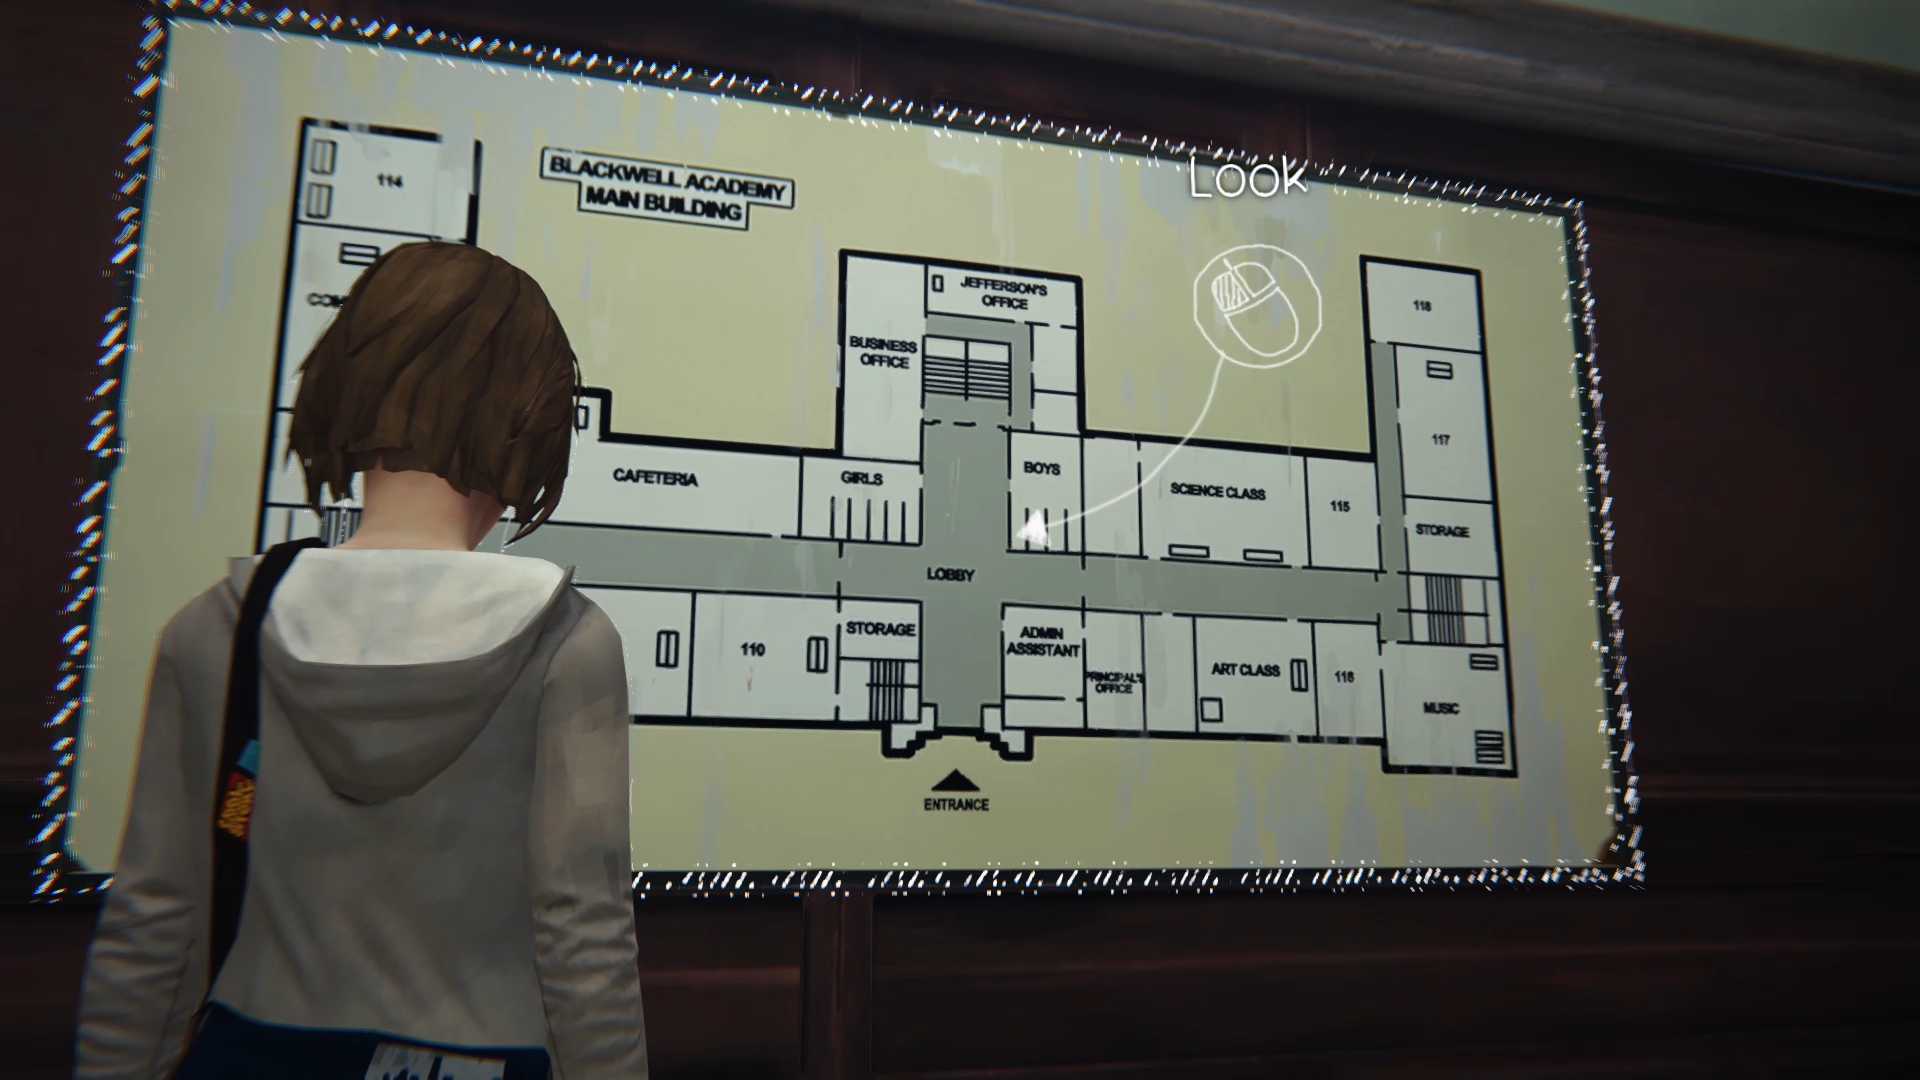 Look
BLACKWELL ACADEMY
MAIN BUILDING
114
JEFFERSON'S
OFFICE
118
BUSINESS
OFFICE
117
CAFETERIA
GIRLS
BOYS
SCIENCE CLASS
115
STORAGE
LOBBY
110
STORAGE
ADMIN
ASSISTANT
PRINCIPAL'S
OFFICE
ART CLASS
116
MUSIC
ENTRANCE